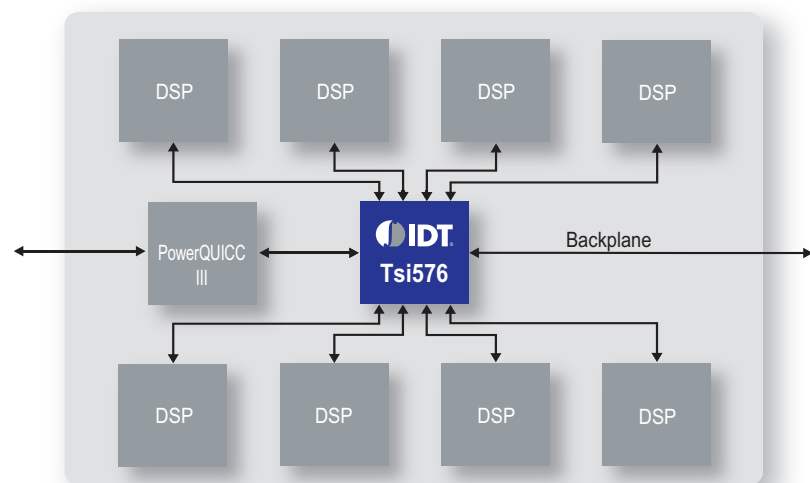 DSP
DSP
DSP
DSP
PowerQUICC
III
IDT
Tsi576
Backplane
DSP
DSP
DSP
DSP